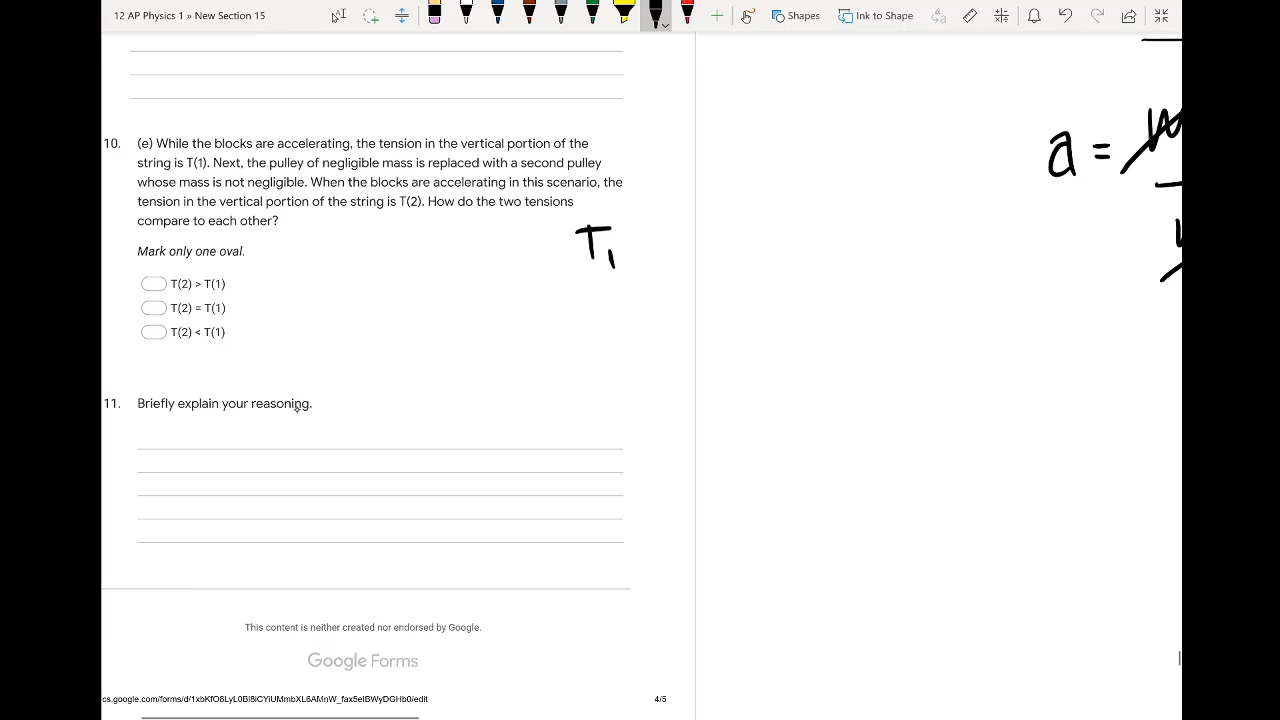 12 AP Physics 1 » New Section 15
Shapes
Ink to Shape
10. (e) While the blocks are accelerating, the tension in the vertical portion of the
string is T(1). Next, the pulley of negligible mass is replaced with a second pulley
whose mass is not negligible. When the blocks are accelerating in this scenario, the
tension in the vertical portion of the string is T(2). How do the two tensions
compare to each other?
T₁
Mark only one oval.
T(2) > T(1)
T(2) = T(1)
T(2) < T(1)
11. Briefly explain your reasoning.
a =
This content is neither created nor endorsed by Google.
Google Forms
4/5